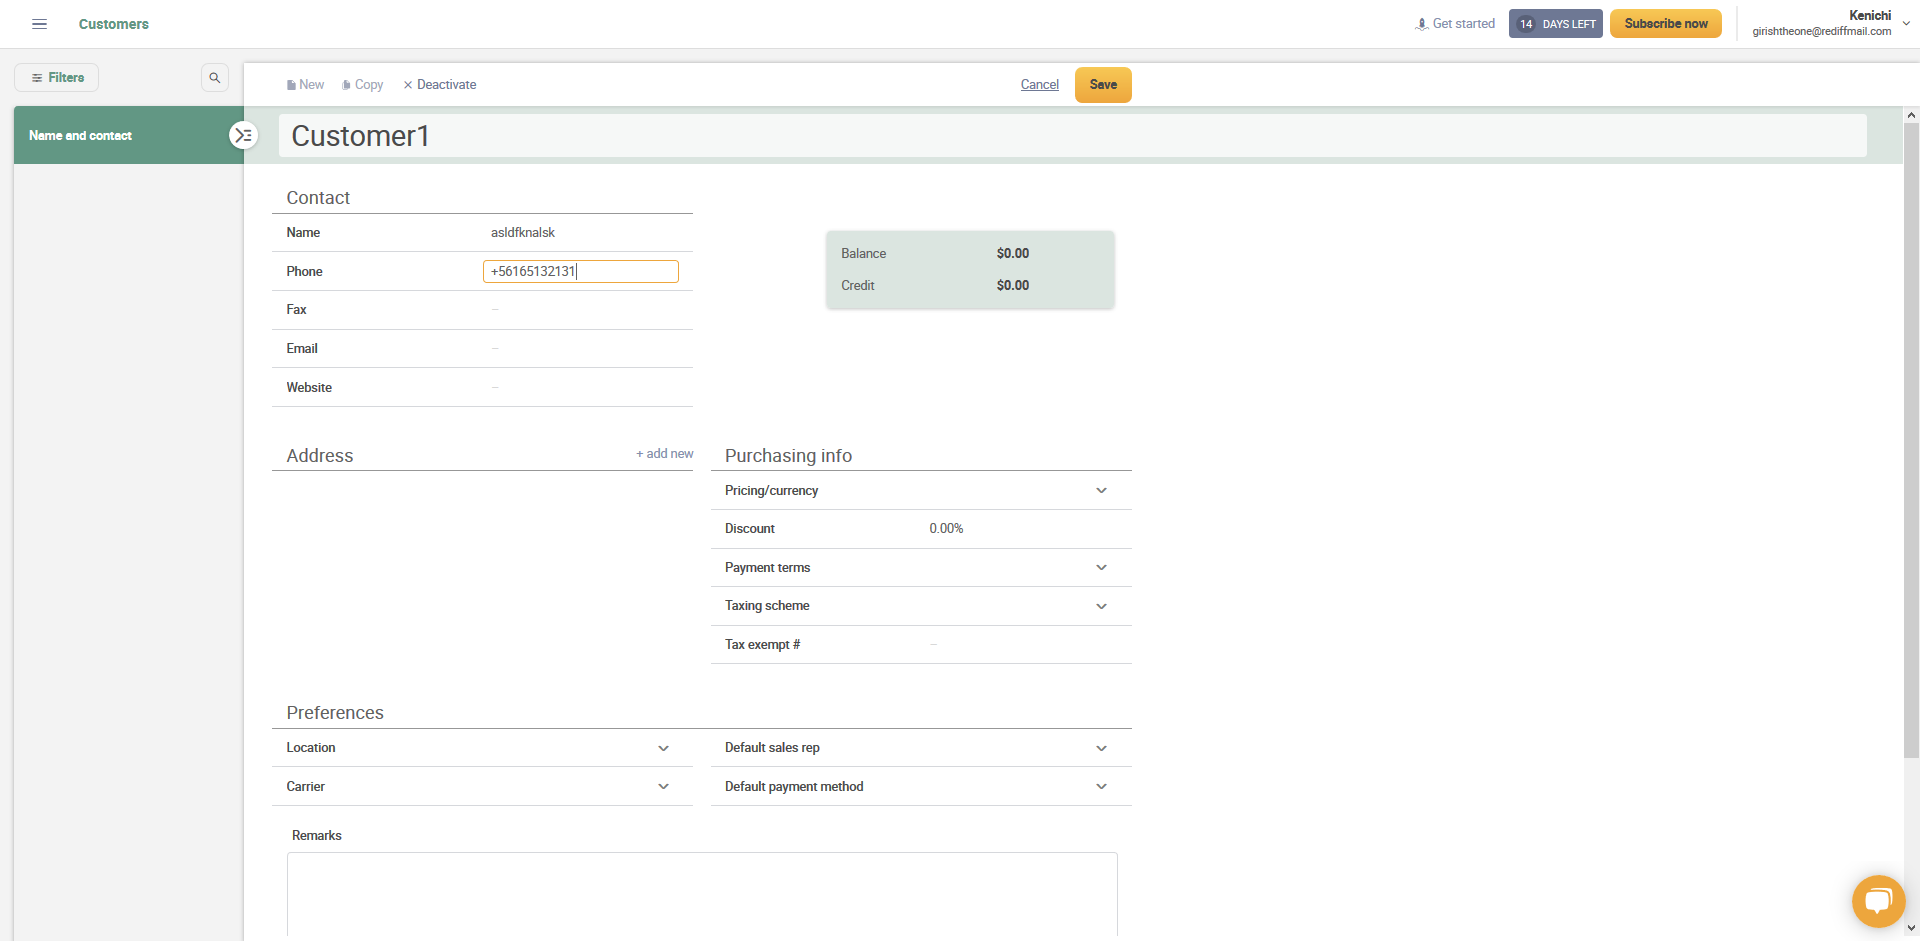 Customers
Get started
14 DAYS LEFT
Subscribe now
Kenichi
girishtheone@rediffmail.com
Filters
New
Copy
Deactivate
Cancel
Save
Name and contact
Customer1
Contact
Name asldfknalsk
Phone +56165132131
Fax –
Email –
Website –
Balance $0.00
Credit $0.00
Address
+ add new
Purchasing info
Pricing/currency
Discount 0.00%
Payment terms
Taxing scheme
Tax exempt # –
Preferences
Location
Carrier
Default sales rep
Default payment method
Remarks